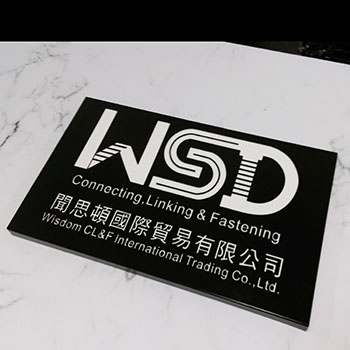 WSD
Connecting,Linking & Fastening
聞思頓國際貿易有限公司
Wisdom CL&F International Trading Co.,Ltd.